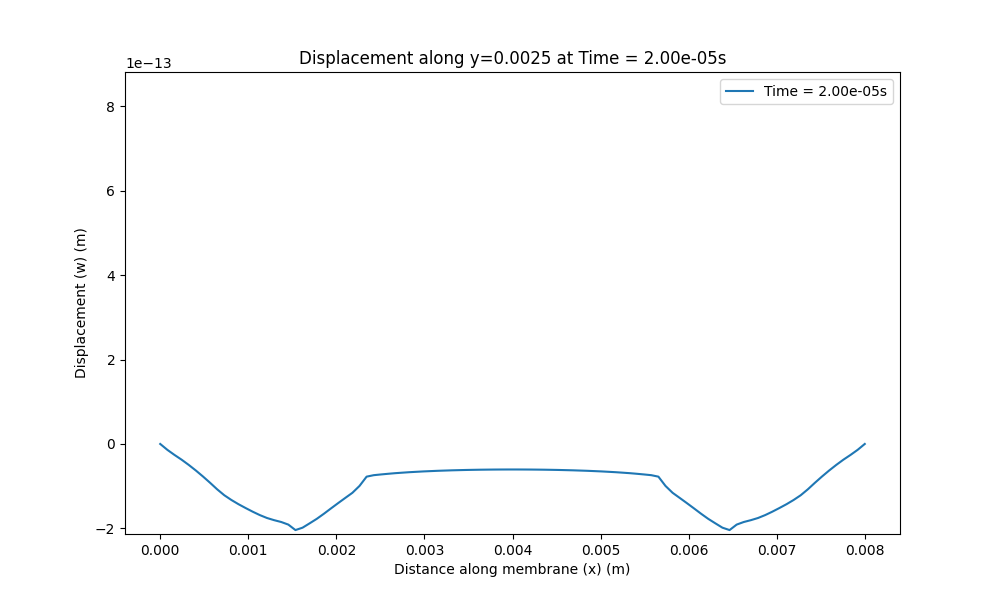 Displacement along y=0.0025 at Time = 2.00e-05s
1e−13
Time = 2.00e-05s
8
6
4
2
0
−2
Displacement (w) (m)
0.000 0.001 0.002 0.003 0.004 0.005 0.006 0.007 0.008
Distance along membrane (x) (m)